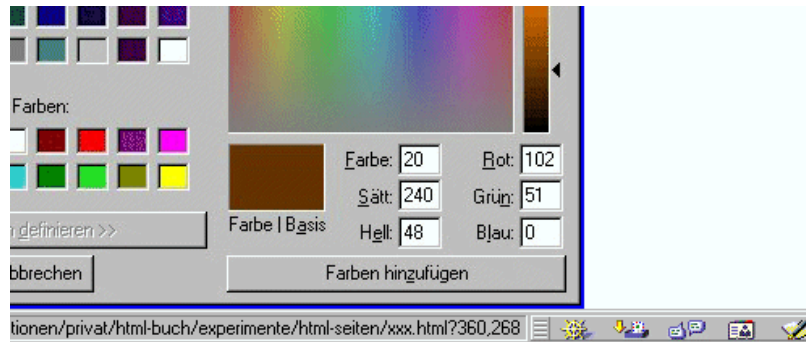 Farben:
Farbe: 20
Rot: 102
Sätt: 240
Grün: 51
Farbe | Basis
Hell: 48
Blau: 0
definieren >>
bbrechen
Farben hinzufügen
tionen/privat/html-buch/experimente/html-seiten/xxx.html?360,268